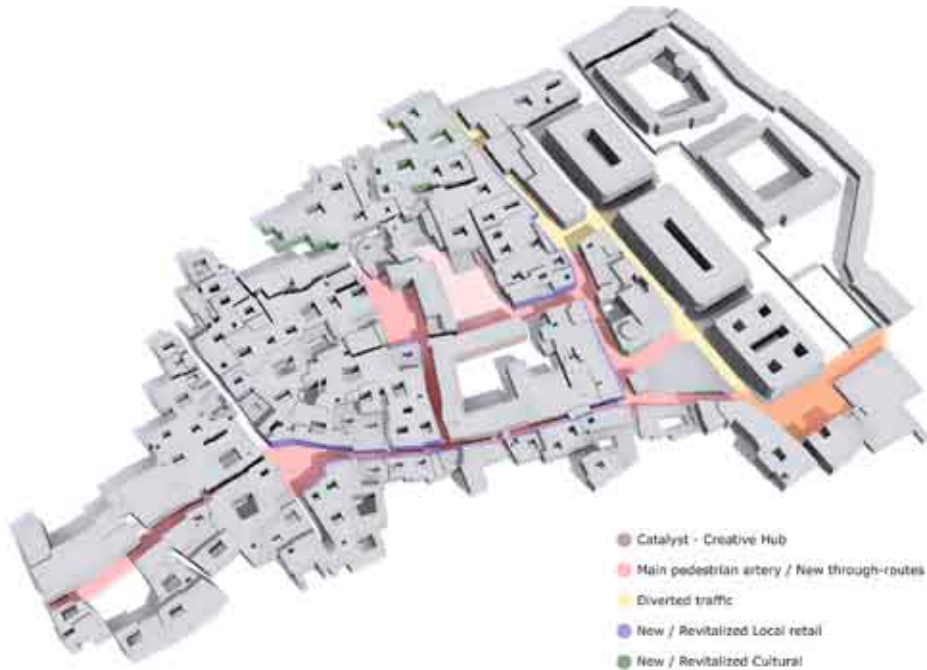 Catalyst - Creative Hub
Main pedestrian artery / New through-routes
Diverted traffic
New / Revitalized Local retail
New / Revitalized Cultural